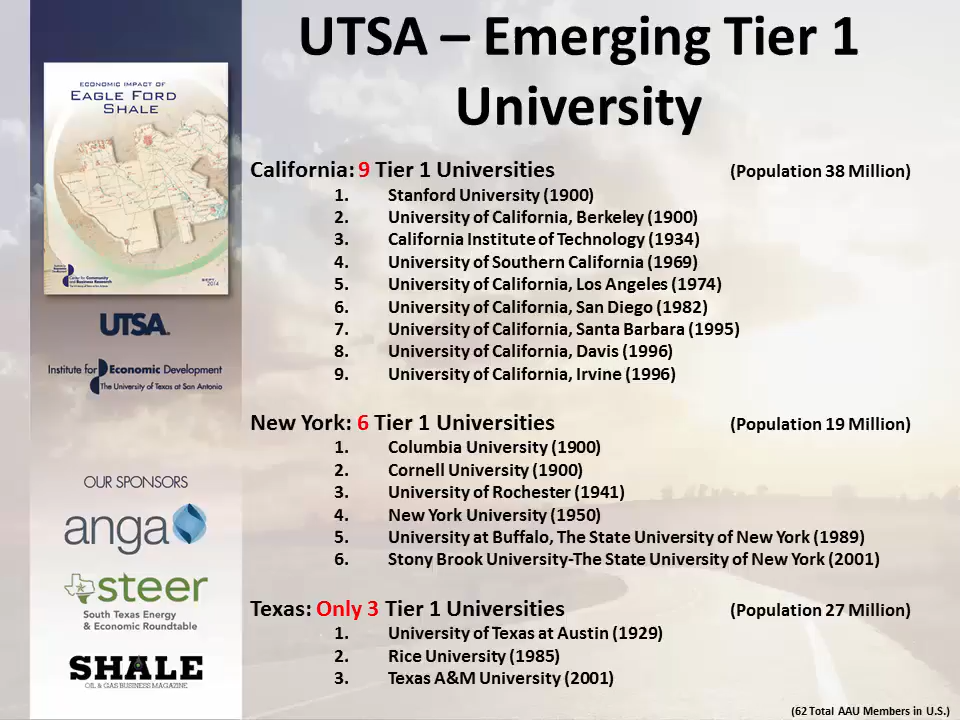 UTSA – Emerging Tier 1
University
ECONOMIC IMPACT OF
EAGLE FORD
SHALE
Center for Community
and Business Research
2014
UTSA.
Institute for Economic Development
The University of Texas at San Antonio
OUR SPONSORS
anga
steer
South Texas Energy
& Economic Roundtable
SHALE
OIL & GAS BUSINESS MAGAZINE
California: 9 Tier 1 Universities (Population 38 Million)
1. Stanford University (1900)
2. University of California, Berkeley (1900)
3. California Institute of Technology (1934)
4. University of Southern California (1969)
5. University of California, Los Angeles (1974)
6. University of California, San Diego (1982)
7. University of California, Santa Barbara (1995)
8. University of California, Davis (1996)
9. University of California, Irvine (1996)
New York: 6 Tier 1 Universities (Population 19 Million)
1. Columbia University (1900)
2. Cornell University (1900)
3. University of Rochester (1941)
4. New York University (1950)
5. University at Buffalo, The State University of New York (1989)
6. Stony Brook University-The State University of New York (2001)
Texas: Only 3 Tier 1 Universities (Population 27 Million)
1. University of Texas at Austin (1929)
2. Rice University (1985)
3. Texas A&M University (2001)
(62 Total AAU Members in U.S.)